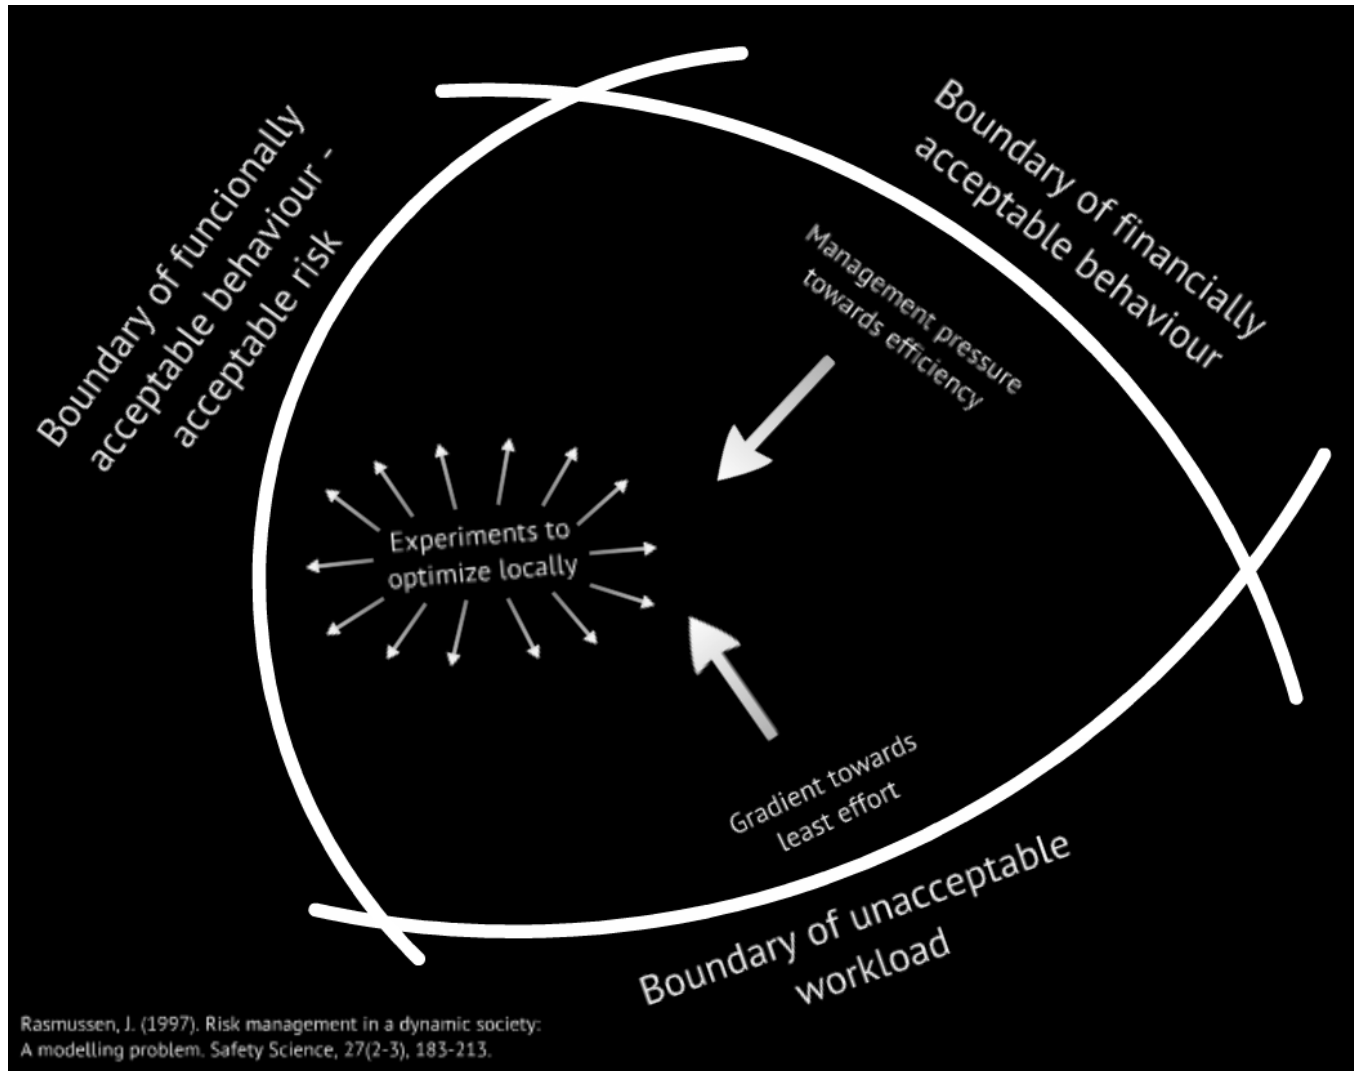 Boundary of funcionally
acceptable behaviour -
acceptable risk
Boundary of financially
acceptable behaviour
Management pressure
towards efficiency
Experiments to
optimize locally
Gradient towards
least effort
Boundary of unacceptable
workload
Rasmussen, J. (1997). Risk management in a dynamic society:
A modelling problem. Safety Science, 27(2-3), 183-213.